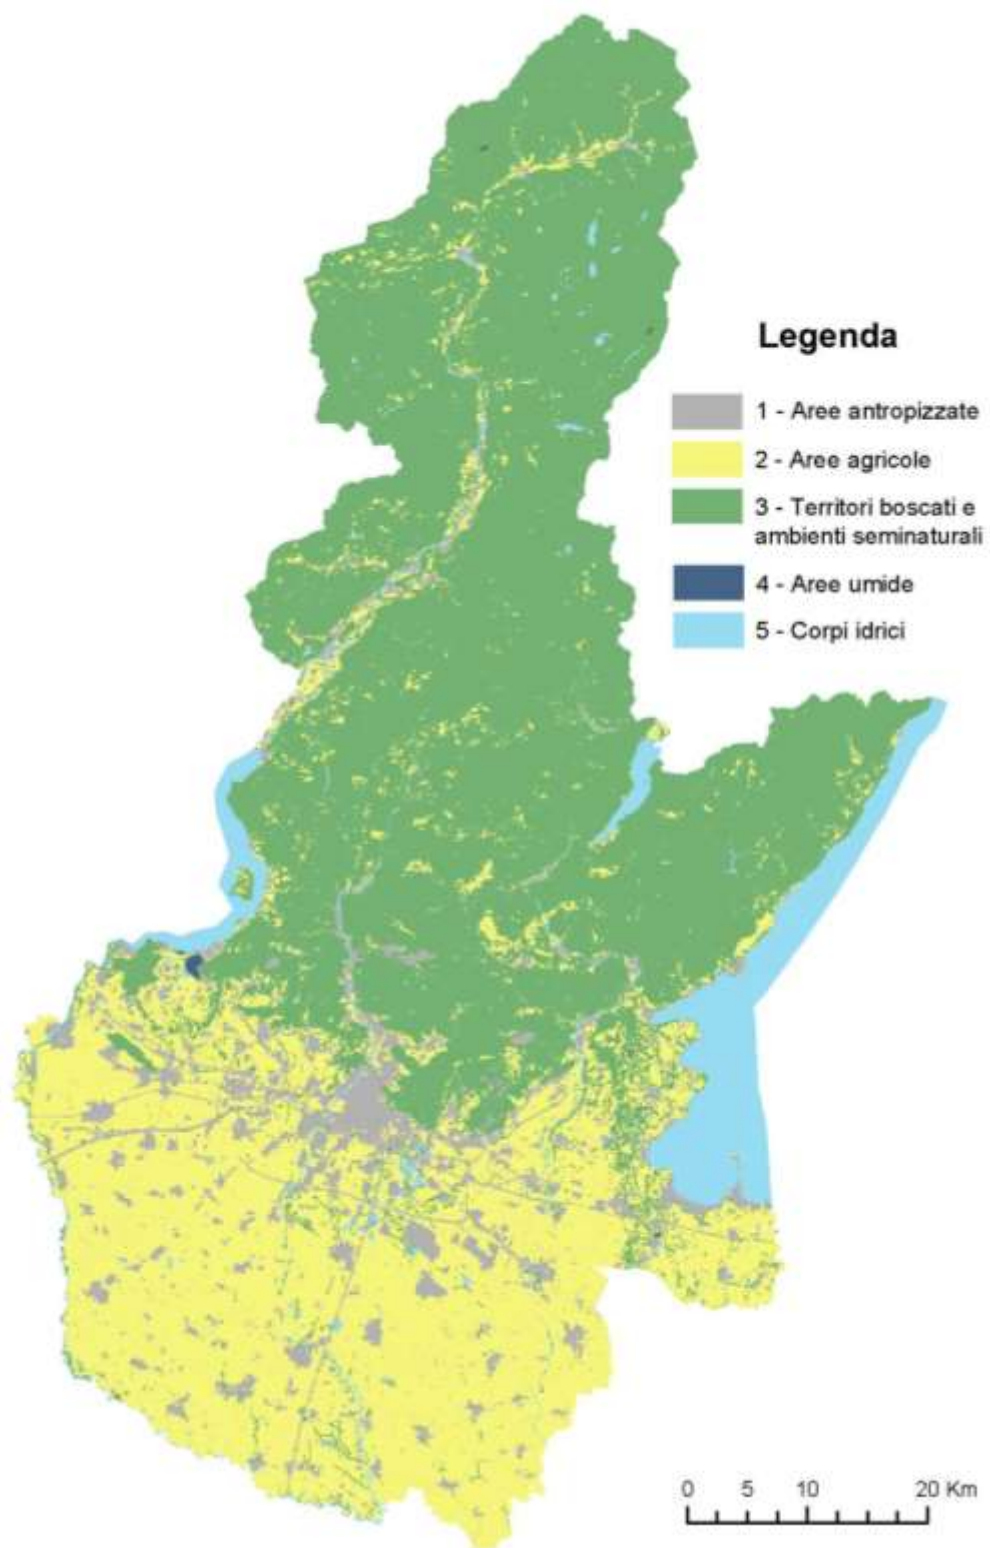 Legenda
1 - Aree antropizzate
2 - Aree agricole
3 - Territori boscati e
ambienti seminaturali
4 - Aree umide
5 - Corpi idrici
0 5 10 20 Km